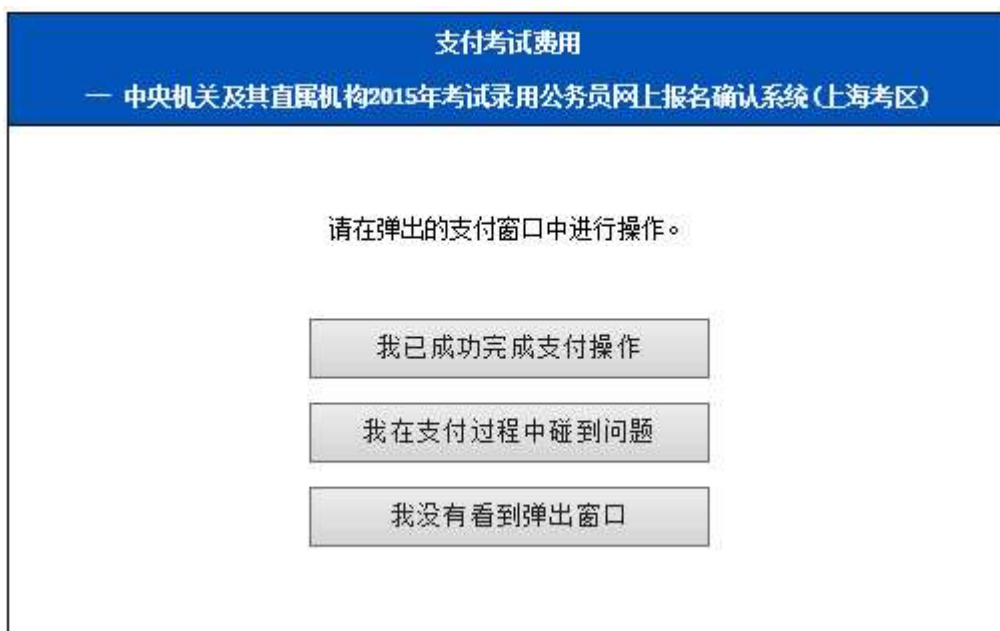 支付考试费用
— 中央机关及其直属机构2015年考试录用公务员网上报名确认系统(上海考区)
请在弹出的支付窗口中进行操作。
我已成功完成支付操作
我在支付过程中碰到问题
我没有看到弹出窗口